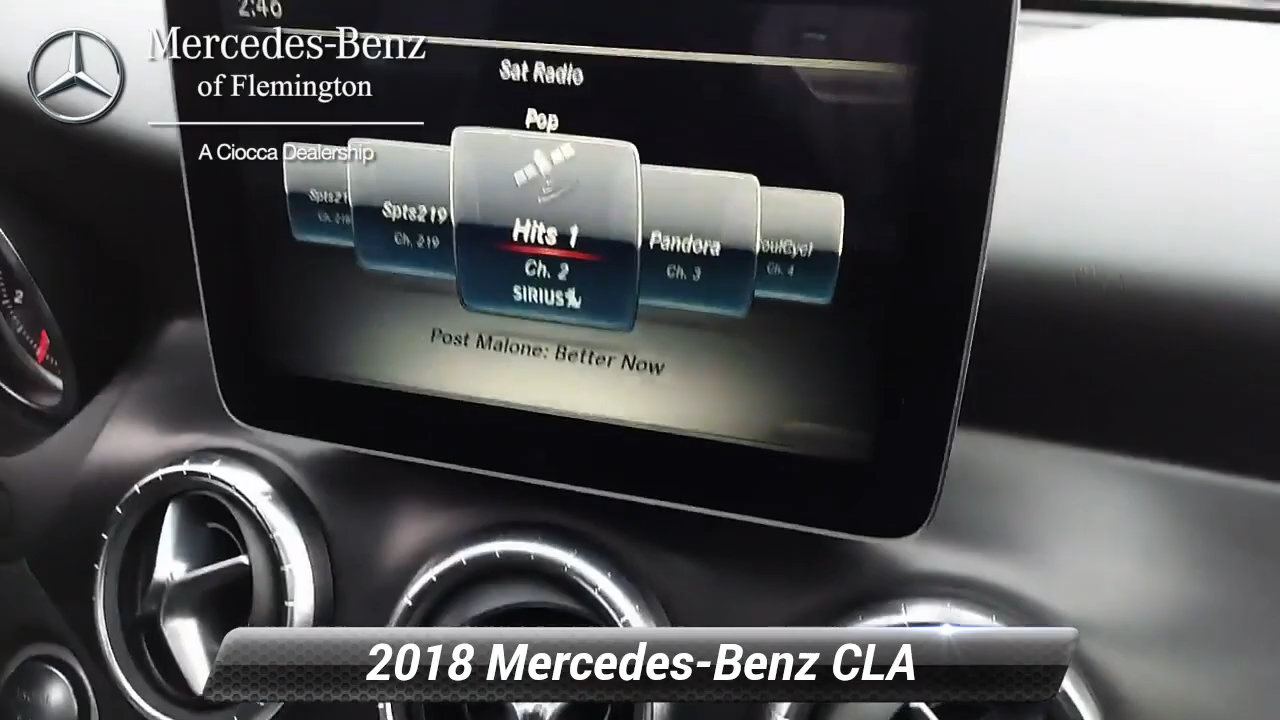 2:46
Mercedes-Benz
of Flemington
A Ciocca Dealership
Sat Radio
Pop
Spts219
Ch. 219
Hits 1
Ch. 2
SIRIUS
Pandora
Ch. 3
Ch. 4
Post Malone: Better Now
2
2018 Mercedes-Benz CLA